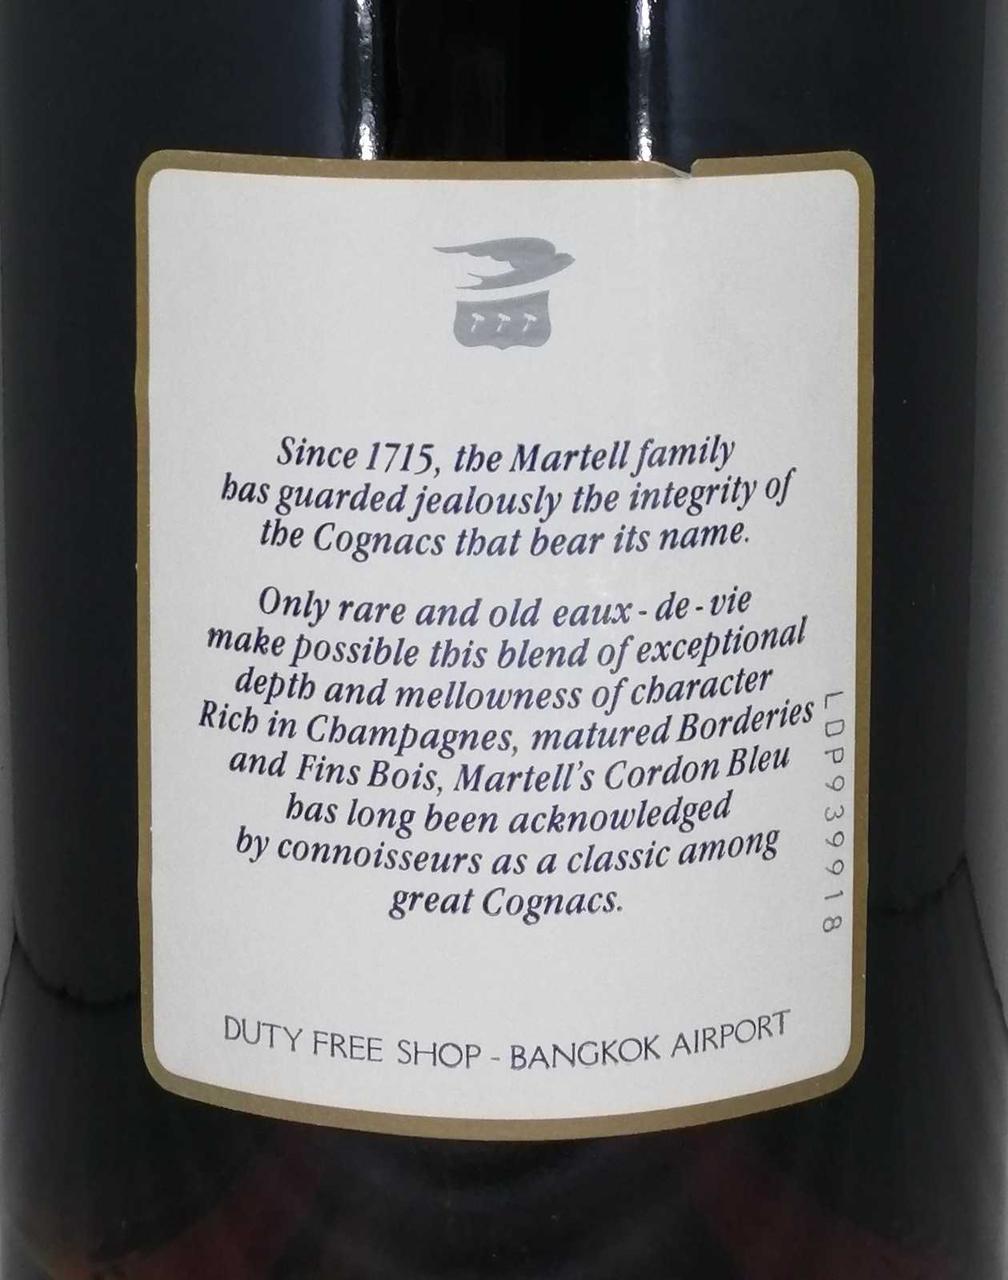 Since 1715, the Martell family
has guarded jealously the integrity of
the Cognacs that bear its name.
Only rare and old eaux - de - vie
make possible this blend of exceptional
depth and mellowness of character
Rich in Champagnes, matured Borderies
and Fins Bois, Martell's Cordon Bleu
has long been acknowledged
by connoisseurs as a classic among
great Cognacs.
LDP939918
DUTY FREE SHOP - BANGKOK AIRPORT